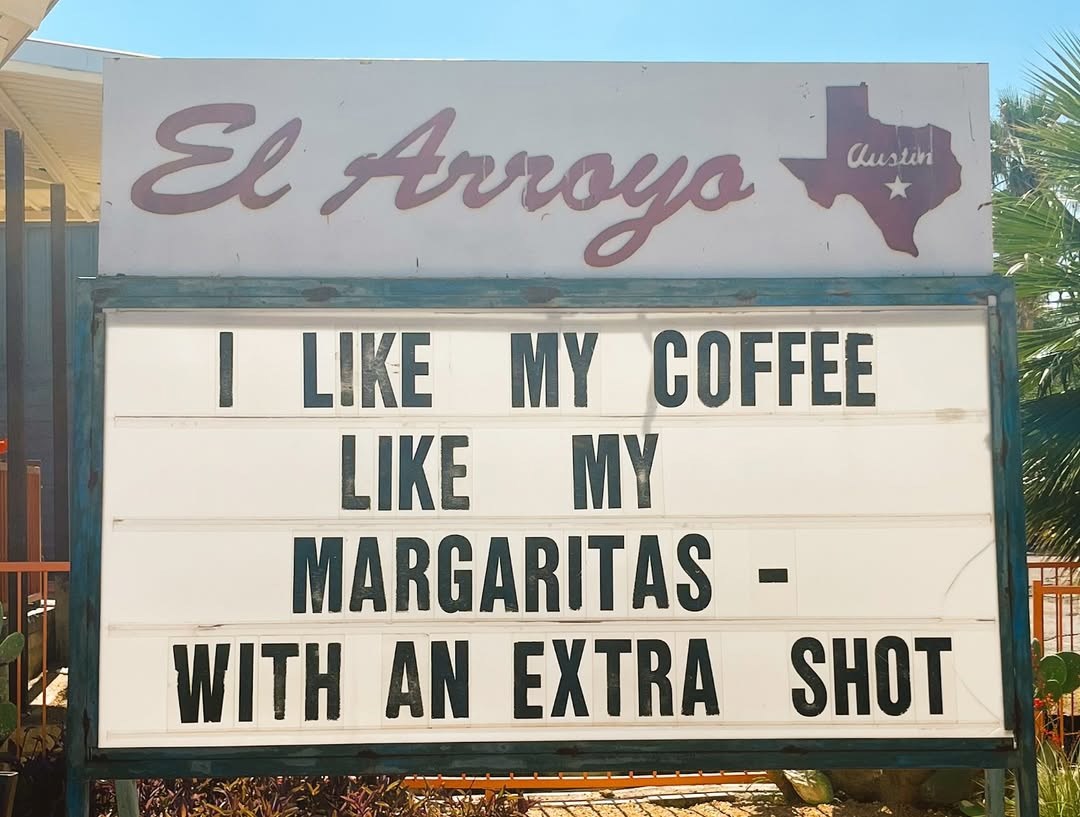 El Arroyo
Austin
I LIKE MY COFFEE
LIKE MY
MARGARITAS -
WITH AN EXTRA SHOT